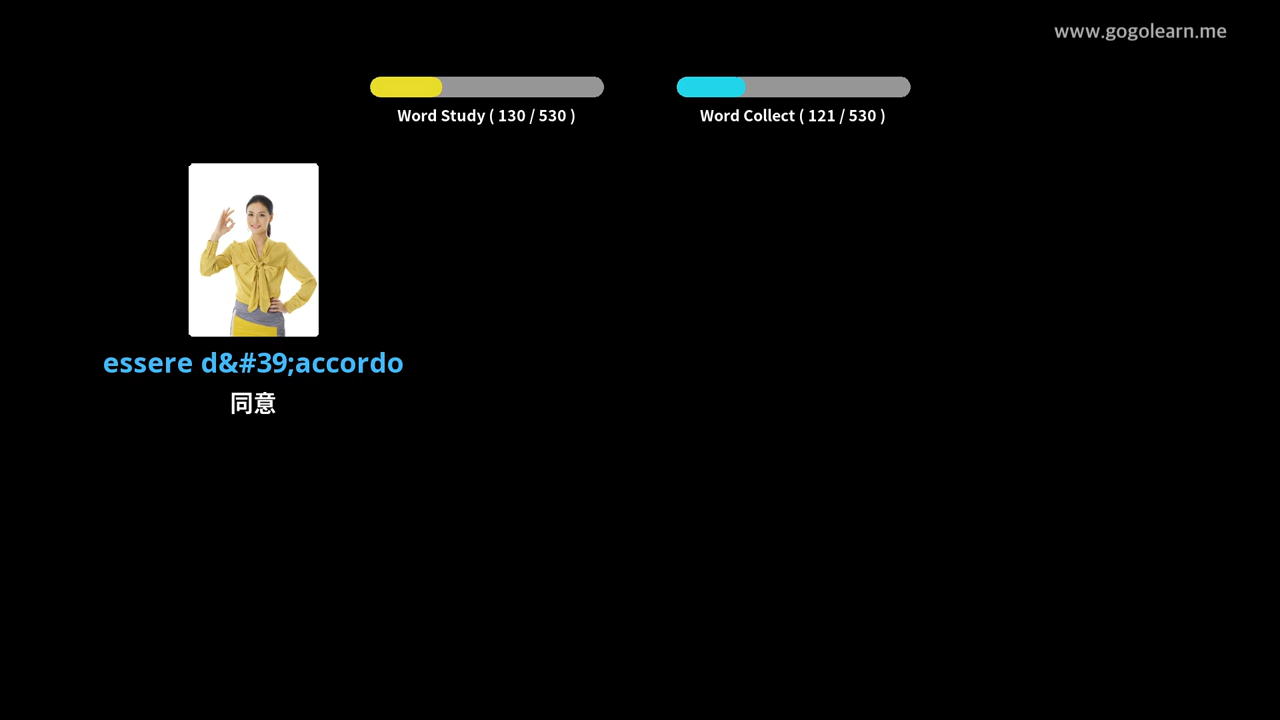 www.gogolearn.me
Word Study ( 130 / 530 )
Word Collect ( 121 / 530 )
essere d&#39;accordo
同意